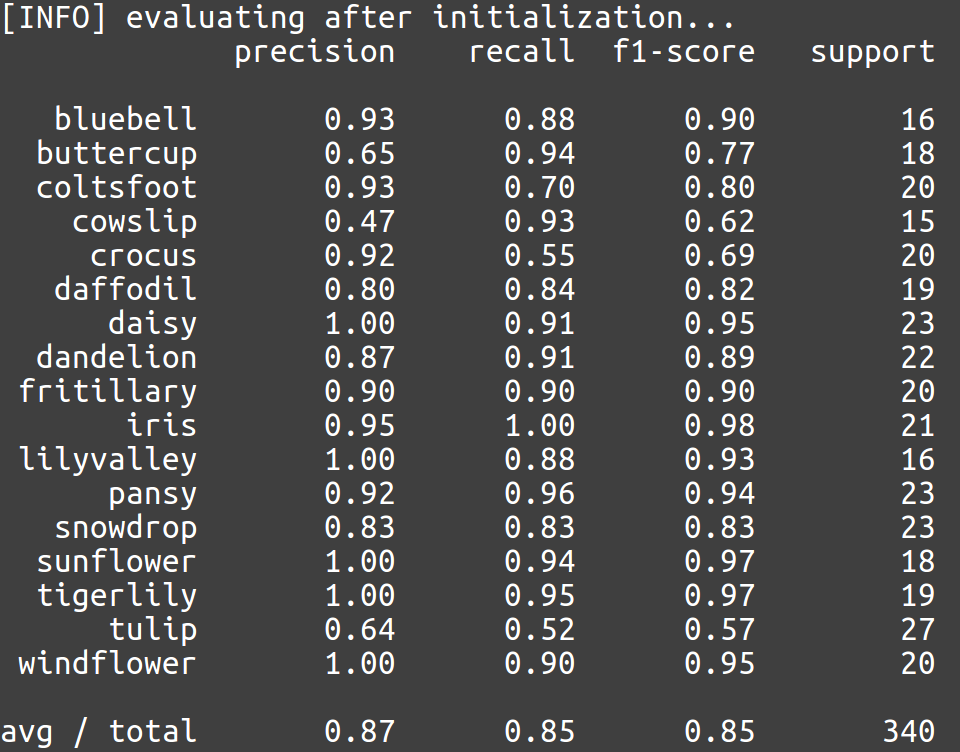 [INFO] evaluating after initialization...
precision recall f1-score support
bluebell 0.93 0.88 0.90 16
buttercup 0.65 0.94 0.77 18
coltsfoot 0.93 0.70 0.80 20
cowslip 0.47 0.93 0.62 15
crocus 0.92 0.55 0.69 20
daffodil 0.80 0.84 0.82 19
daisy 1.00 0.91 0.95 23
dandelion 0.87 0.91 0.89 22
fritillary 0.90 0.90 0.90 20
iris 0.95 1.00 0.98 21
lilyvalley 1.00 0.88 0.93 16
pansy 0.92 0.96 0.94 23
snowdrop 0.83 0.83 0.83 23
sunflower 1.00 0.94 0.97 18
tigerlily 1.00 0.95 0.97 19
tulip 0.64 0.52 0.57 27
windflower 1.00 0.90 0.95 20
avg / total 0.87 0.85 0.85 340